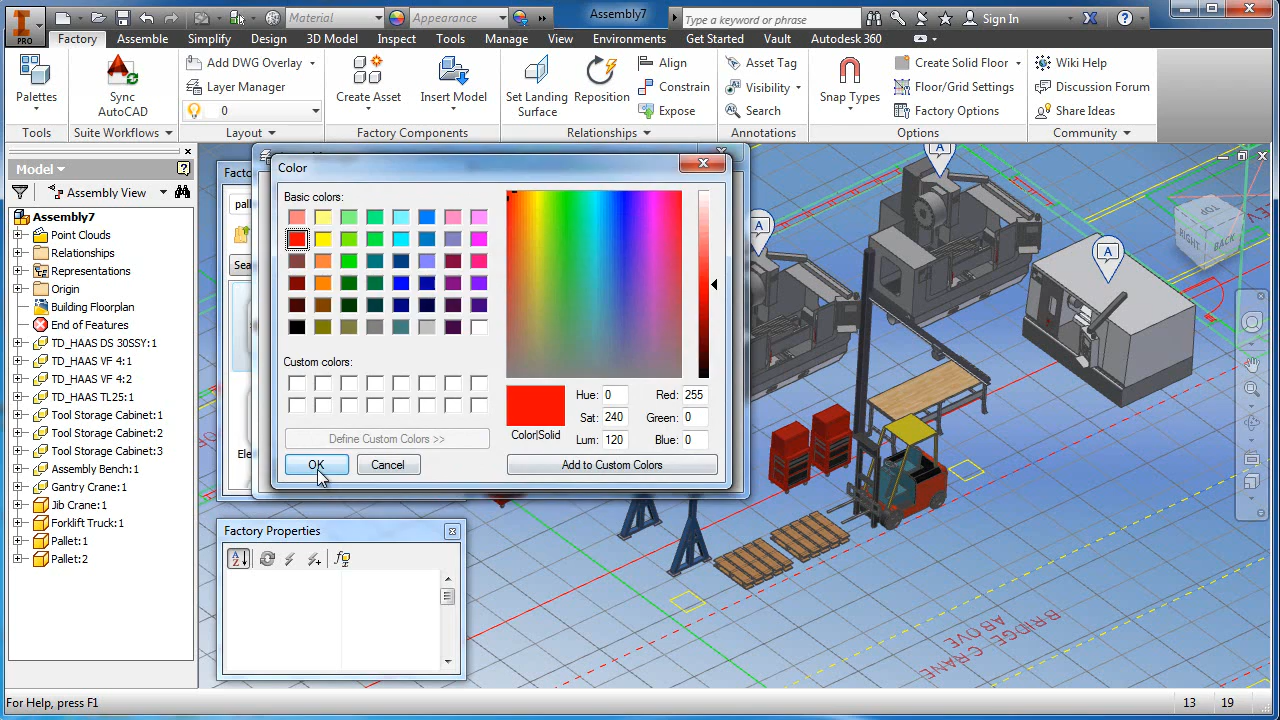 PRO
Material
Appearance
Assembly7
Type a keyword or phrase
Sign In
Factory Assemble Simplify Design 3D Model Inspect Tools Manage View Environments Get Started Vault Autodesk 360
Palettes
Tools
Sync AutoCAD
Suite Workflows
Add DWG Overlay
Layer Manager
0
Layout
Create Asset
Insert Model
Factory Components
Set Landing Surface
Reposition
Align
Constrain
Expose
Relationships
Asset Tag
Visibility
Search
Annotations
Snap Types
Create Solid Floor
Floor/Grid Settings
Factory Options
Options
Wiki Help
Discussion Forum
Share Ideas
Community
Model
Assembly View
Assembly7
Point Clouds
Relationships
Representations
Origin
Building Floorplan
End of Features
TD_HAAS DS 30SSY:1
TD_HAAS VF 4:1
TD_HAAS VF 4:2
TD_HAAS TL25:1
Tool Storage Cabinet:1
Tool Storage Cabinet:2
Tool Storage Cabinet:3
Assembly Bench:1
Gantry Crane:1
Jib Crane:1
Forklift Truck:1
Pallet:1
Pallet:2
Facto
pall
Sea
Ele
Color
Basic colors:
Custom colors:
Define Custom Colors >>
OK
Cancel
Hue: 0
Sat: 240
Lum: 120
Red: 255
Green: 0
Blue: 0
Color|Solid
Add to Custom Colors
Factory Properties
A
A
A
TOP
RIGHT
BACK
BRIDGE CRANE
ABOVE
For Help, press F1
13
19